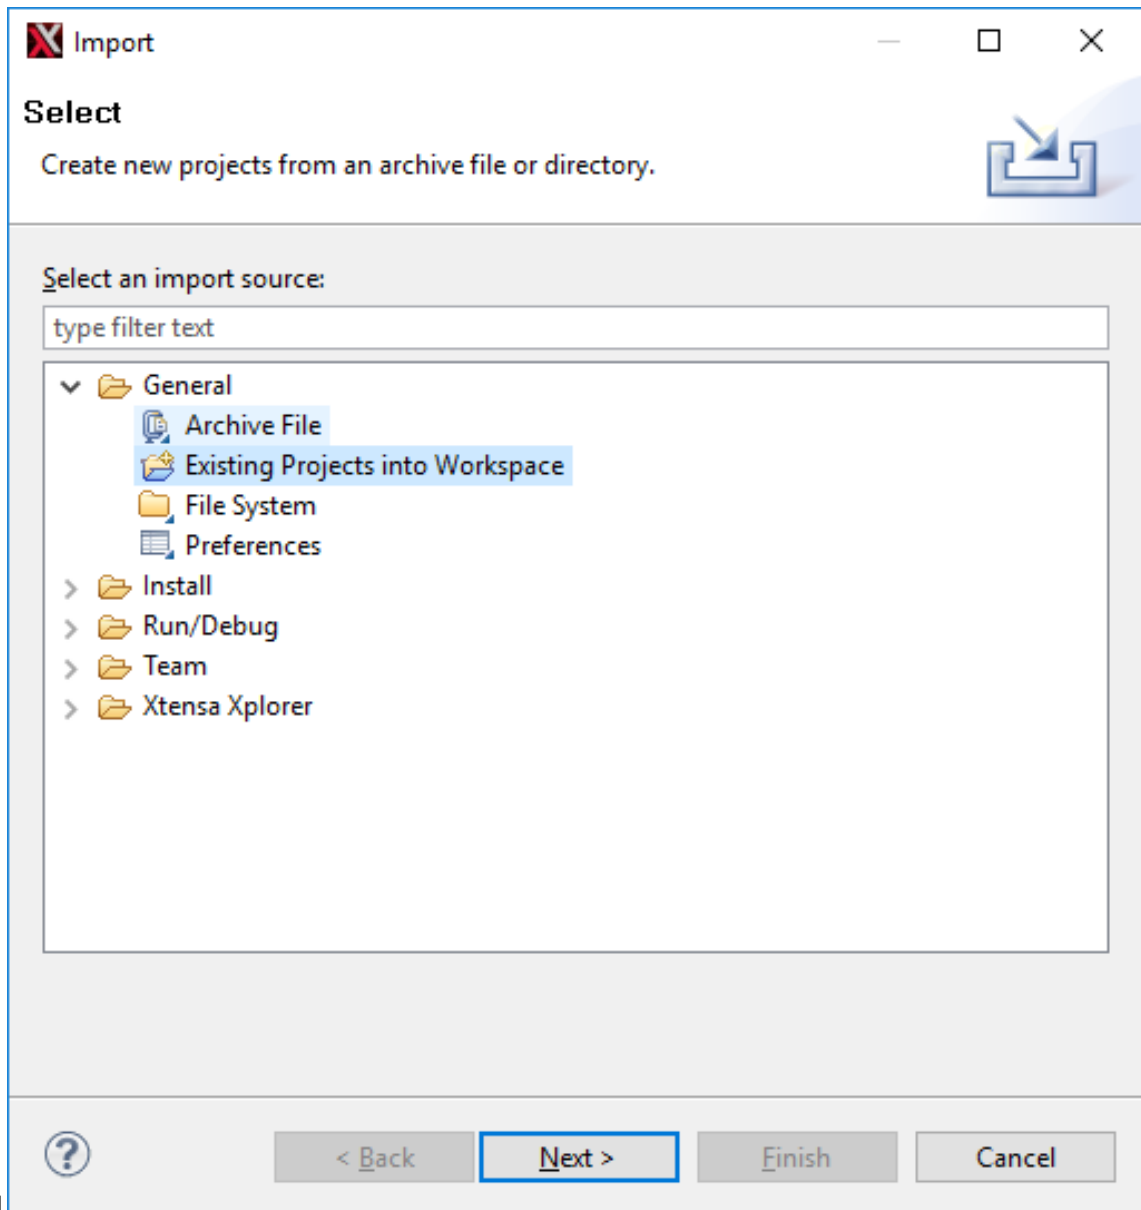 Import
Select
Create new projects from an archive file or directory.
Select an import source:
type filter text
General
Archive File
Existing Projects into Workspace
File System
Preferences
Install
Run/Debug
Team
Xtensa Xplorer
?
< Back
Next >
Finish
Cancel